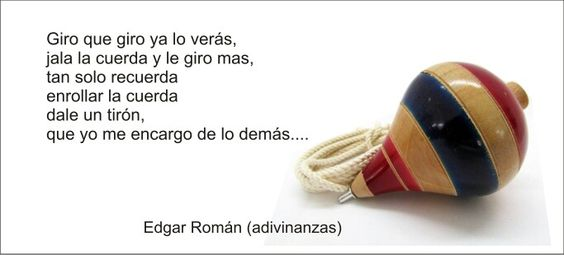 Giro que giro ya lo verás,
jala la cuerda y le giro mas,
tan solo recuerda
enrollar la cuerda
dale un tirón,
que yo me encargo de lo demás....
Edgar Román (adivinanzas)